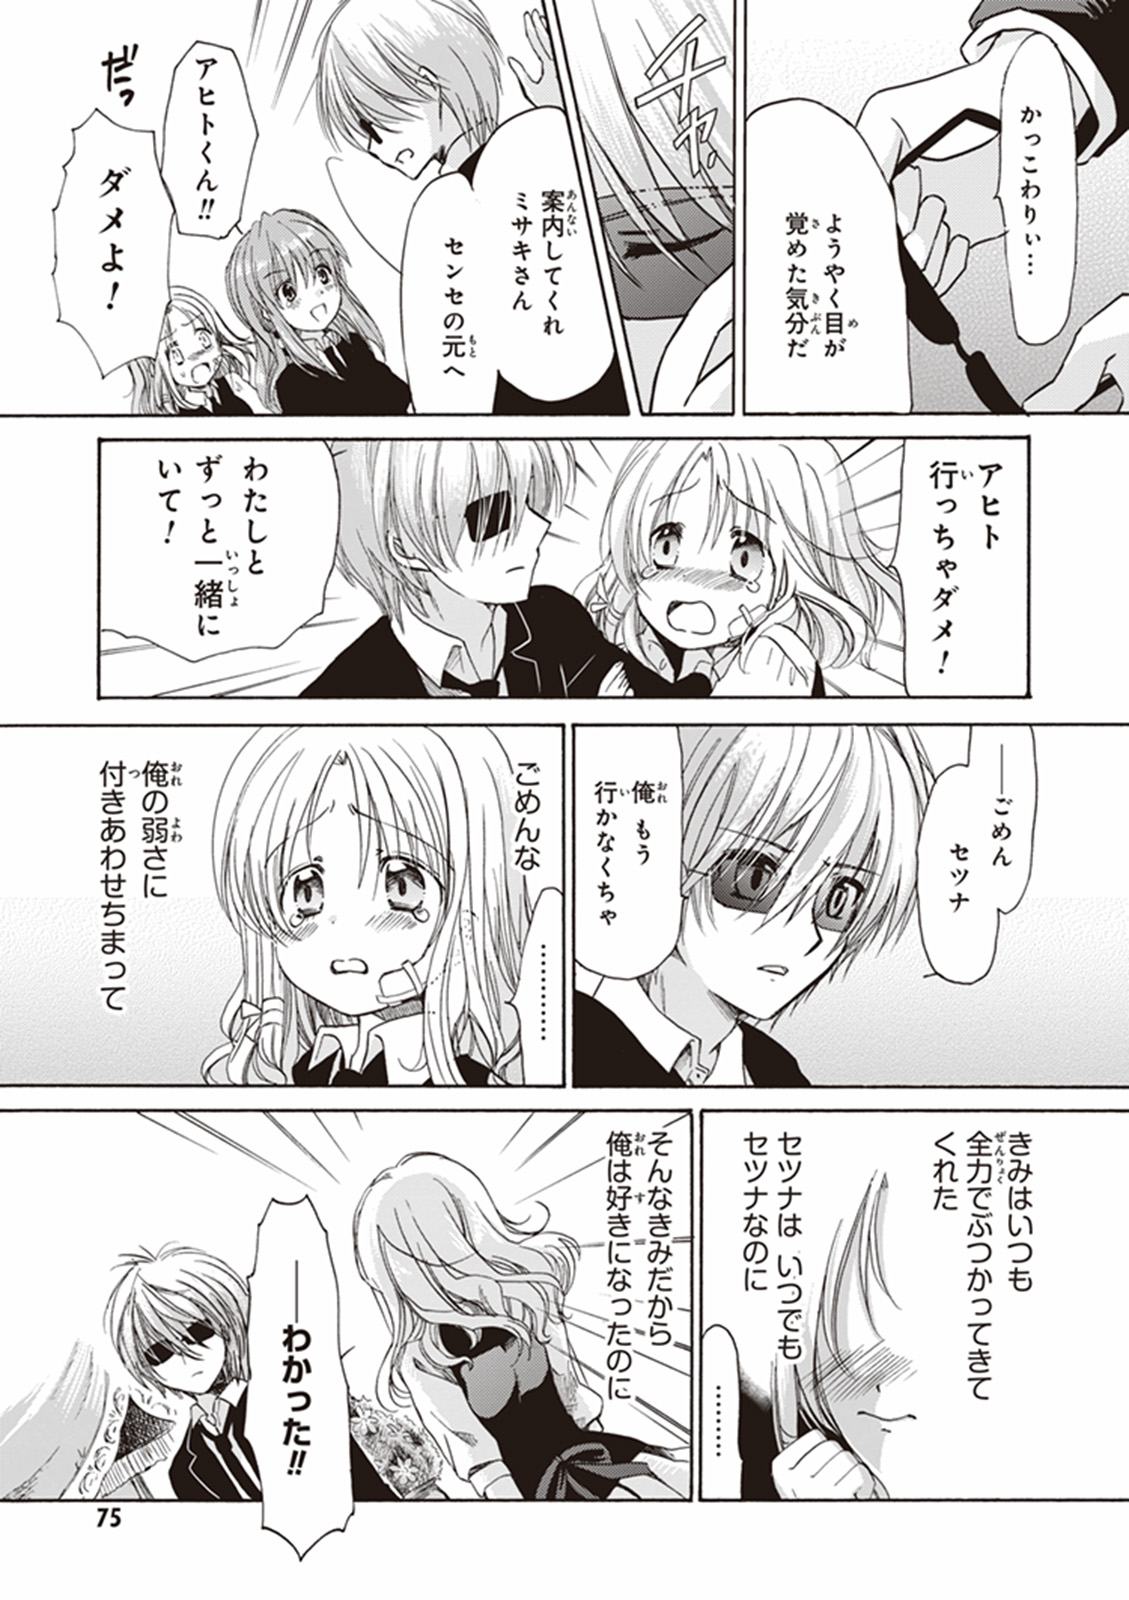 かっこわりぃ…
ようやく目が
覚めた気分だ
チャ
案内してくれ
ミサキさん
センセの元へ
アヒトくん!!
だっ
ダメよ！
アヒト
行っちゃダメ！
わたしと
ずっと一緒に
いて！
──ごめん
セツナ
俺 もう
行かなくちゃ
ごめんな
………
俺の弱さに
付きあわせちまって
きみはいつも
全力でぶつかってきて
くれた
セツナは いつでも
セツナなのに
………
そんなきみだから
俺は好きになったのに
──わかった!!
75